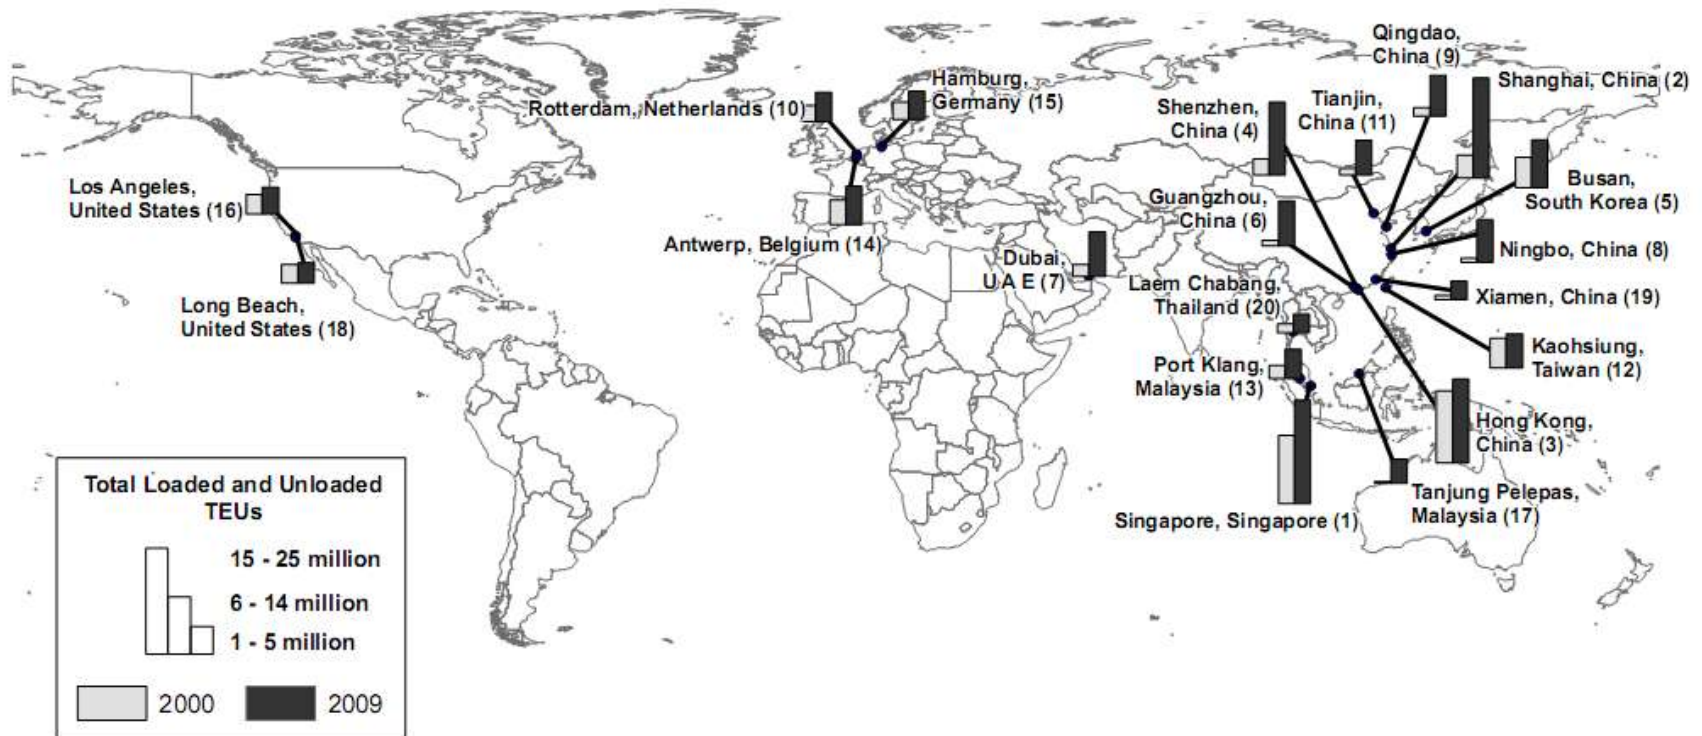 Qingdao,
China (9)
Shanghai, China (2)
Hamburg,
Germany (15)
Rotterdam, Netherlands (10)
Shenzhen,
China (4)
Tianjin,
China (11)
Los Angeles,
United States (16)
Busan,
South Korea (5)
Guangzhou,
China (6)
Antwerp, Belgium (14)
Dubai,
U A E (7)
Ningbo, China (8)
Laem Chabang,
Thailand (20)
Xiamen, China (19)
Long Beach,
United States (18)
Kaohsiung,
Taiwan (12)
Port Klang,
Malaysia (13)
Hong Kong,
China (3)
Tanjung Pelepas,
Malaysia (17)
Singapore, Singapore (1)
Total Loaded and Unloaded
TEUs
15 - 25 million
6 - 14 million
1 - 5 million
2000
2009